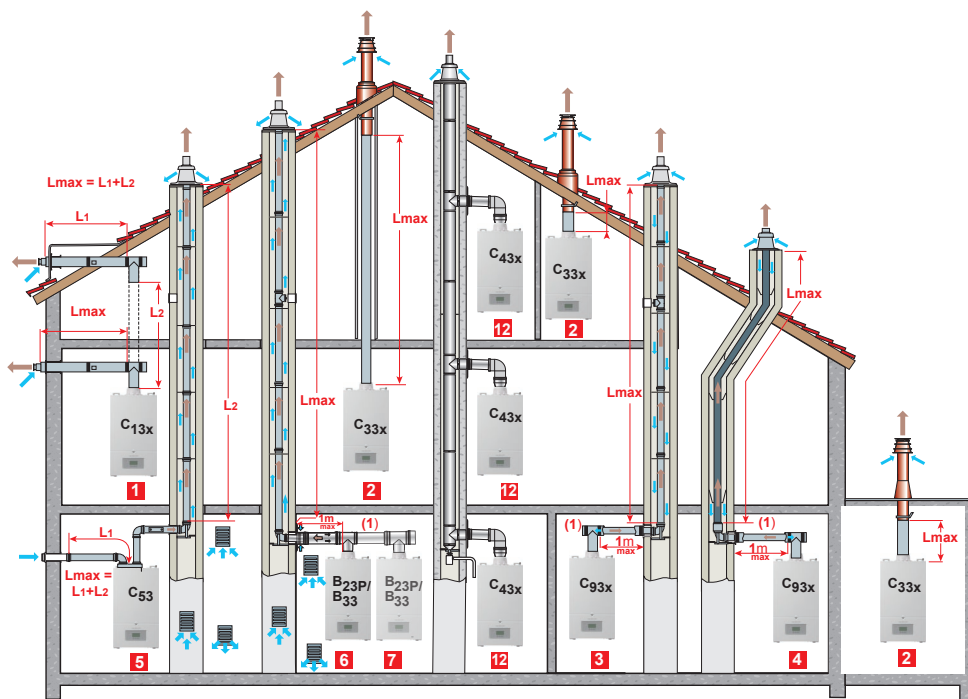 Lmax = L1+L2
L1
Lmax
L2
C13x
1
L2
Lmax
Lmax
C33x
2
C43x
12
Lmax
C33x
2
C43x
12
Lmax
Lmax
L1
Lmax =
L1+L2
C53
5
1m
max
(1)
B23P/
B33
6
B23P/
B33
7
C43x
12
(1)
1m
max
C93x
3
(1)
1m
max
C93x
4
Lmax
C33x
2